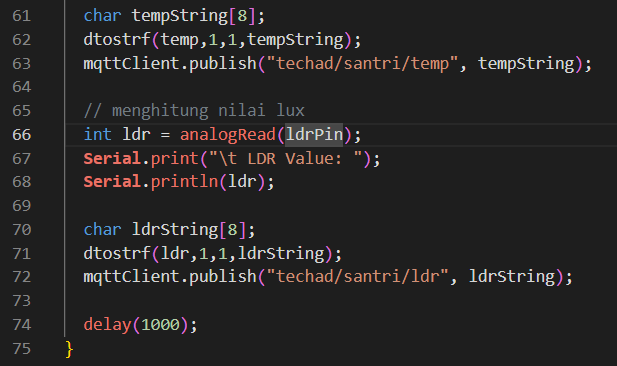 61 char tempString[8];
62 dtostrf(temp,1,1,tempString);
63 mqttClient.publish("techad/santri/temp", tempString);
64
65 // menghitung nilai lux
66 int ldr = analogRead(ldrPin);
67 Serial.print("\t LDR Value: ");
68 Serial.println(ldr);
69
70 char ldrString[8];
71 dtostrf(ldr,1,1,ldrString);
72 mqttClient.publish("techad/santri/ldr", ldrString);
73
74 delay(1000);
75 }